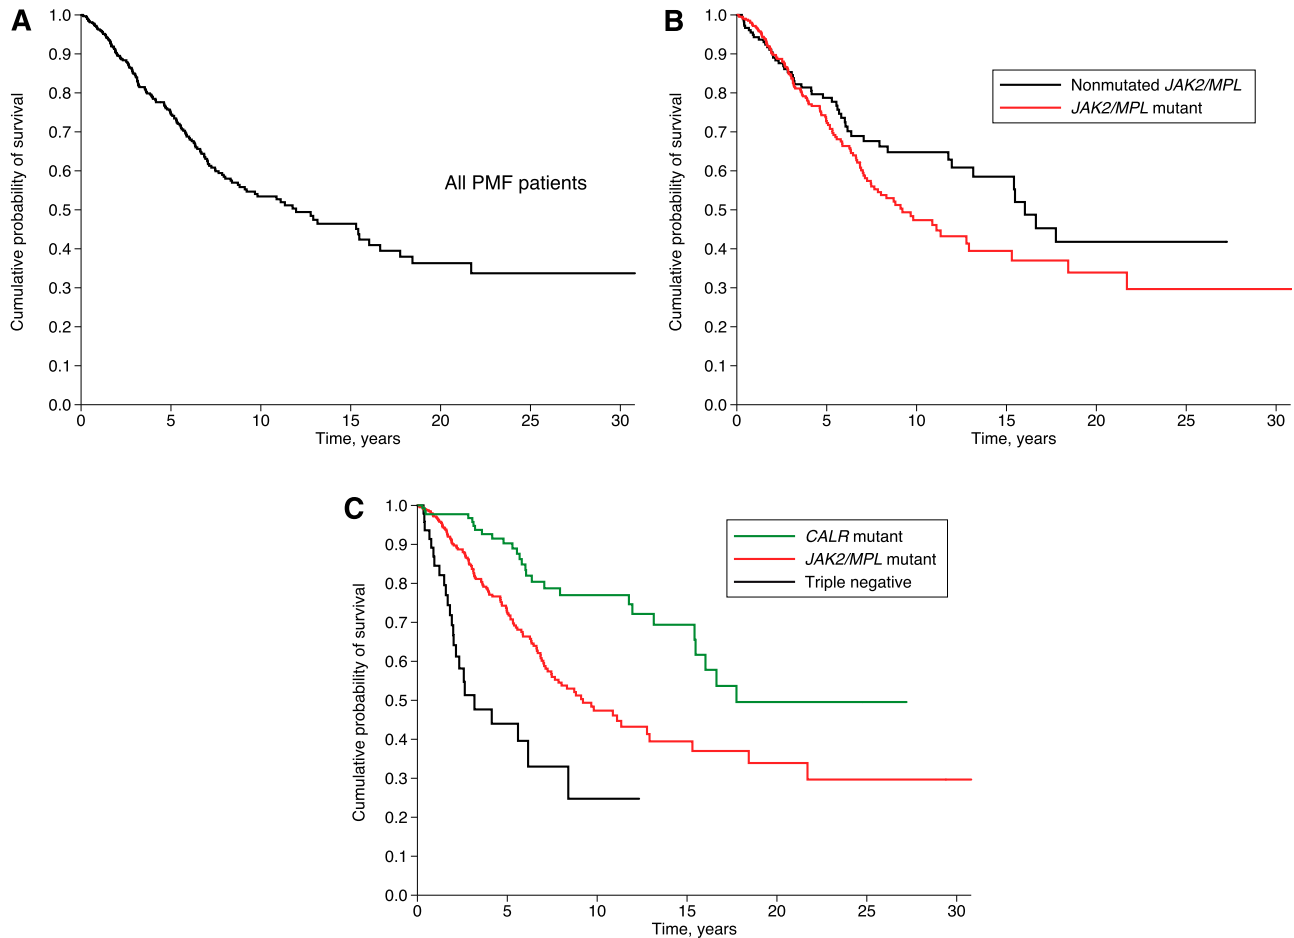 A
Cumulative probability of survival
1.0
0.9
0.8
0.7
0.6
0.5
0.4
0.3
0.2
0.1
0.0
All PMF patients
0 5 10 15 20 25 30
Time, years
B
Cumulative probability of survival
1.0
0.9
0.8
0.7
0.6
0.5
0.4
0.3
0.2
0.1
0.0
Nonmutated JAK2/MPL
JAK2/MPL mutant
0 5 10 15 20 25 30
Time, years
C
Cumulative probability of survival
1.0
0.9
0.8
0.7
0.6
0.5
0.4
0.3
0.2
0.1
0.0
CALR mutant
JAK2/MPL mutant
Triple negative
0 5 10 15 20 25 30
Time, years